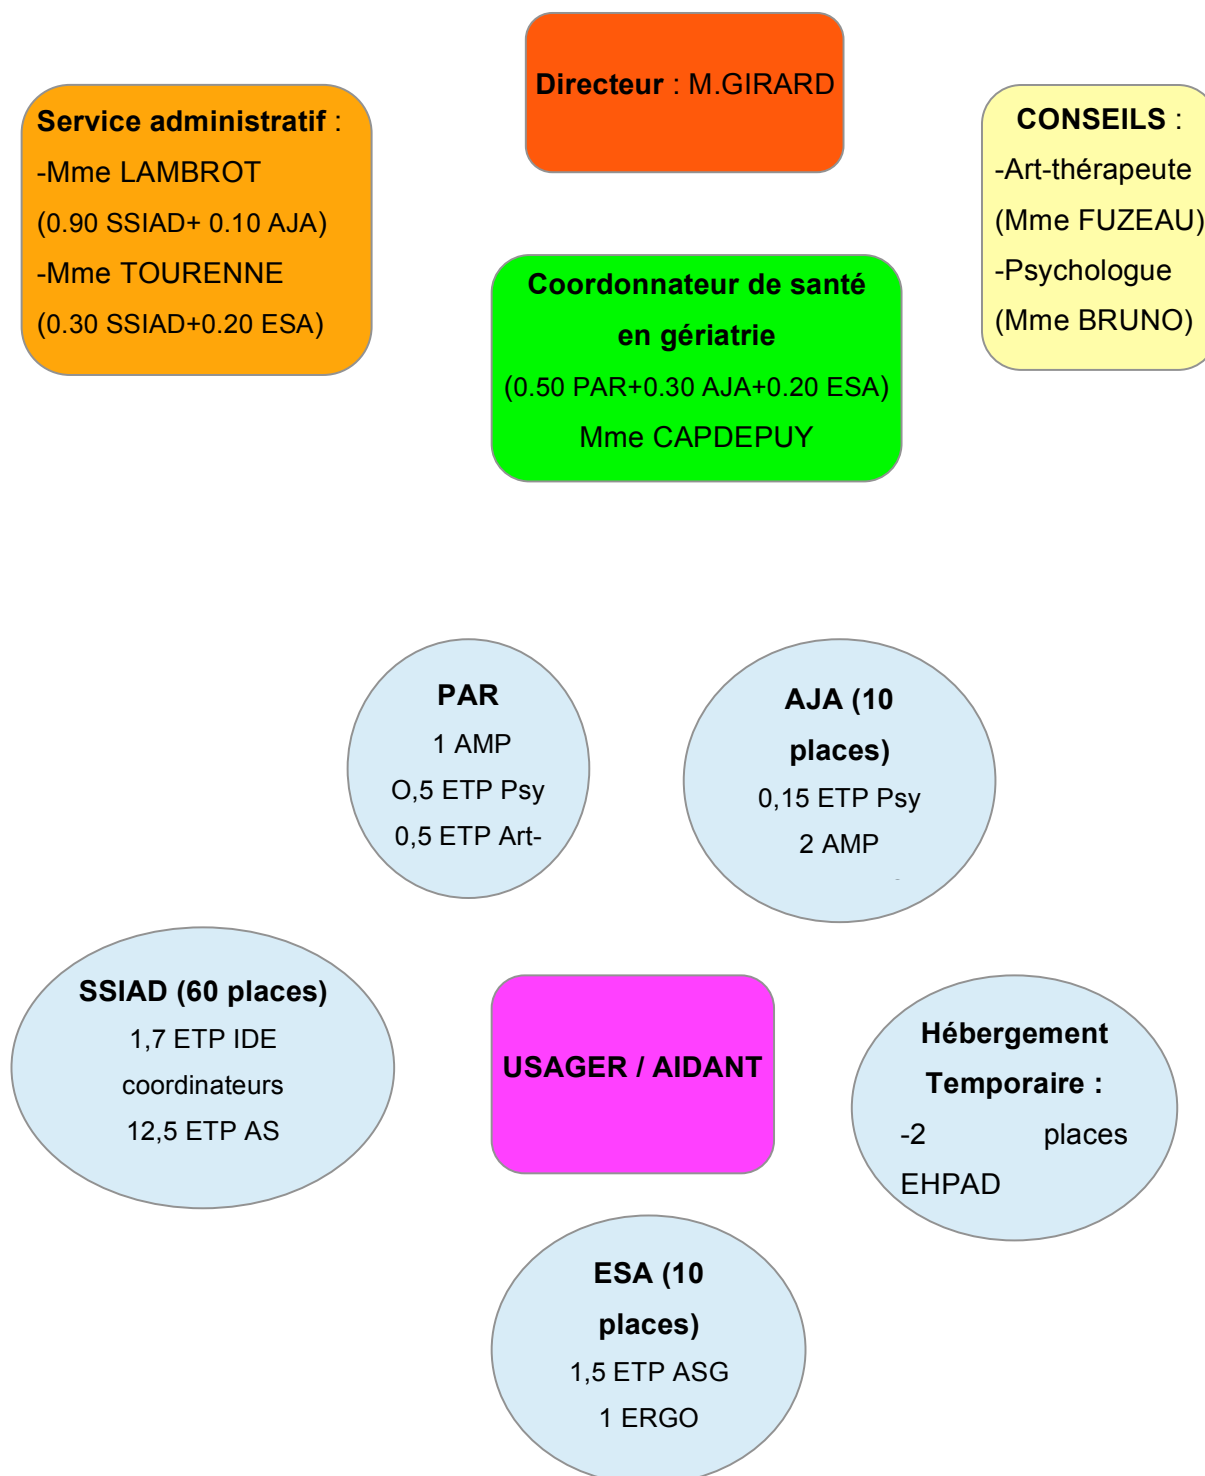 Directeur : M.GIRARD
Service administratif :
-Mme LAMBROT
(0.90 SSIAD+ 0.10 AJA)
-Mme TOURENNE
(0.30 SSIAD+0.20 ESA)
CONSEILS :
-Art-thérapeute
(Mme FUZEAU)
-Psychologue
(Mme BRUNO)
Coordonnateur de santé
en gériatrie
(0.50 PAR+0.30 AJA+0.20 ESA)
Mme CAPDEPUY
PAR
1 AMP
O,5 ETP Psy
0,5 ETP Art-
AJA (10
places)
0,15 ETP Psy
2 AMP
SSIAD (60 places)
1,7 ETP IDE
coordinateurs
12,5 ETP AS
USAGER / AIDANT
Hébergement
Temporaire :
-2 places
EHPAD
ESA (10
places)
1,5 ETP ASG
1 ERGO